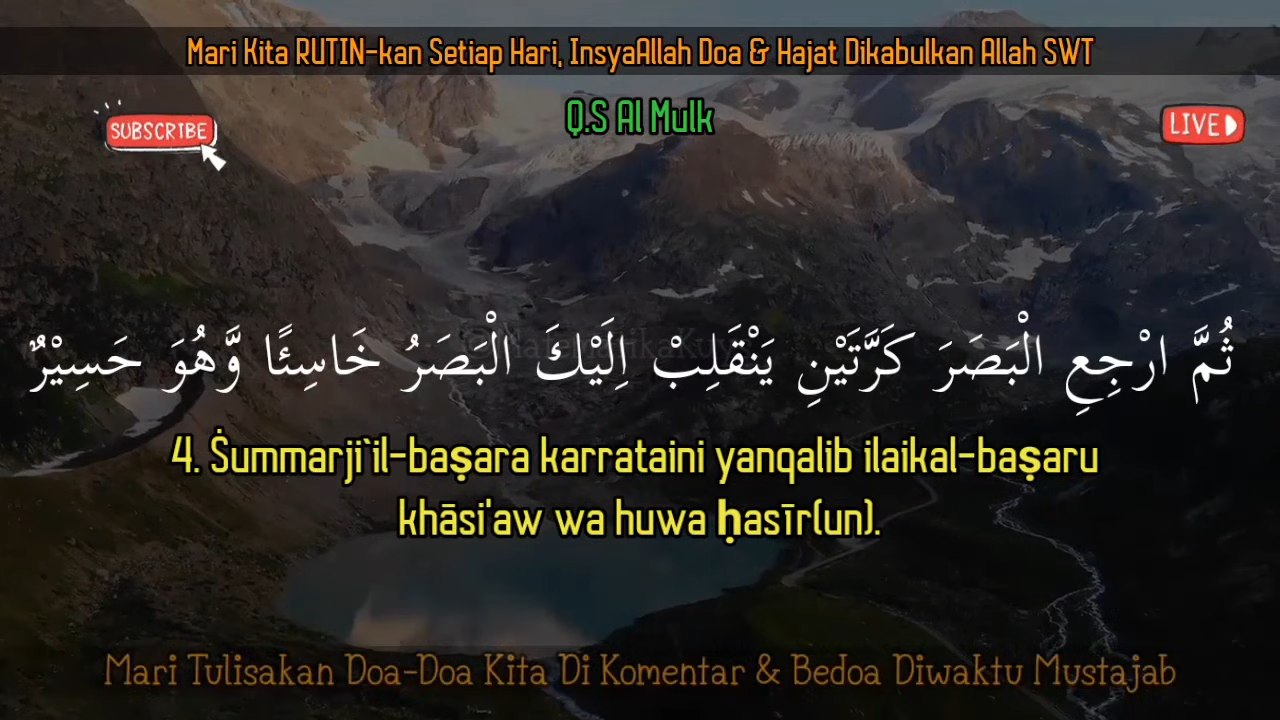 Mari Kita RUTIN-kan Setiap Hari, InsyaAllah Doa & Hajat Dikabulkan Allah SWT
Q.S Al Mulk
SUBSCRIBE
LIVE
ثُمَّ ارْجِعِ الْبَصَرَ كَرَّتَيْنِ يَنْقَلِبْ اِلَيْكَ الْبَصَرُ خَاسِئًا وَّهُوَ حَسِيْرٌ
4. Ṡummarji`il-baṣara karrataini yanqalib ilaikal-baṣaru
khāsi'aw wa huwa ḥasīr(un).
Mari Tulisakan Doa-Doa Kita Di Komentar & Bedoa Diwaktu Mustajab